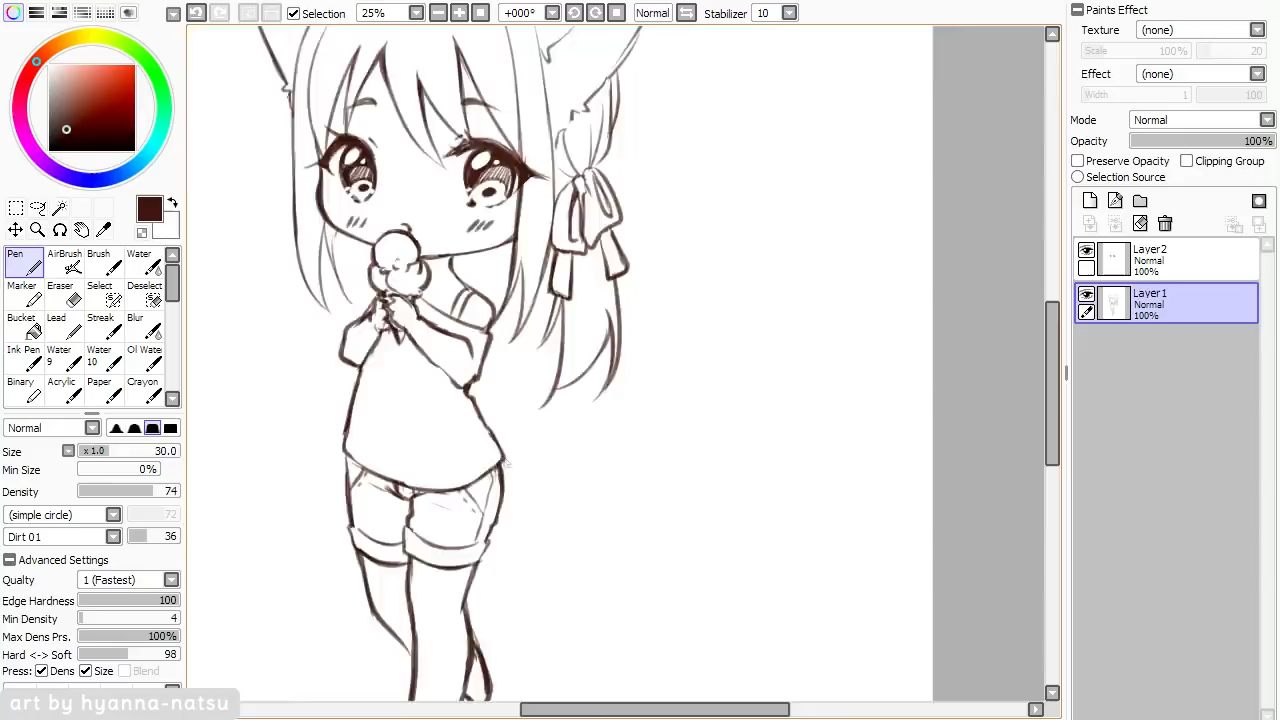 Selection
25%
+000°
Normal
Stabilizer
10
Pen
AirBrush
Brush
Water
Marker
Eraser
Select
Deselect
Bucket
Lead
Streak
Blur
Ink Pen
Water 9
Water 10
Oil Wate
Binary
Acrylic
Paper
Crayon
Normal
Size
x 1.0
30.0
Min Size
0%
Density
74
(simple circle)
72
Dirt 01
36
Advanced Settings
Quality
1 (Fastest)
Edge Hardness
100
Min Density
4
Max Dens Prs.
100%
Hard <-> Soft
98
Press:
Dens
Size
Blend
art by hyanna-natsu
Paints Effect
Texture
(none)
Scale
100%
20
Effect
(none)
Width
1
100
Mode
Normal
Opacity
100%
Preserve Opacity
Clipping Group
Selection Source
Layer2
Normal
100%
Layer1
Normal
100%